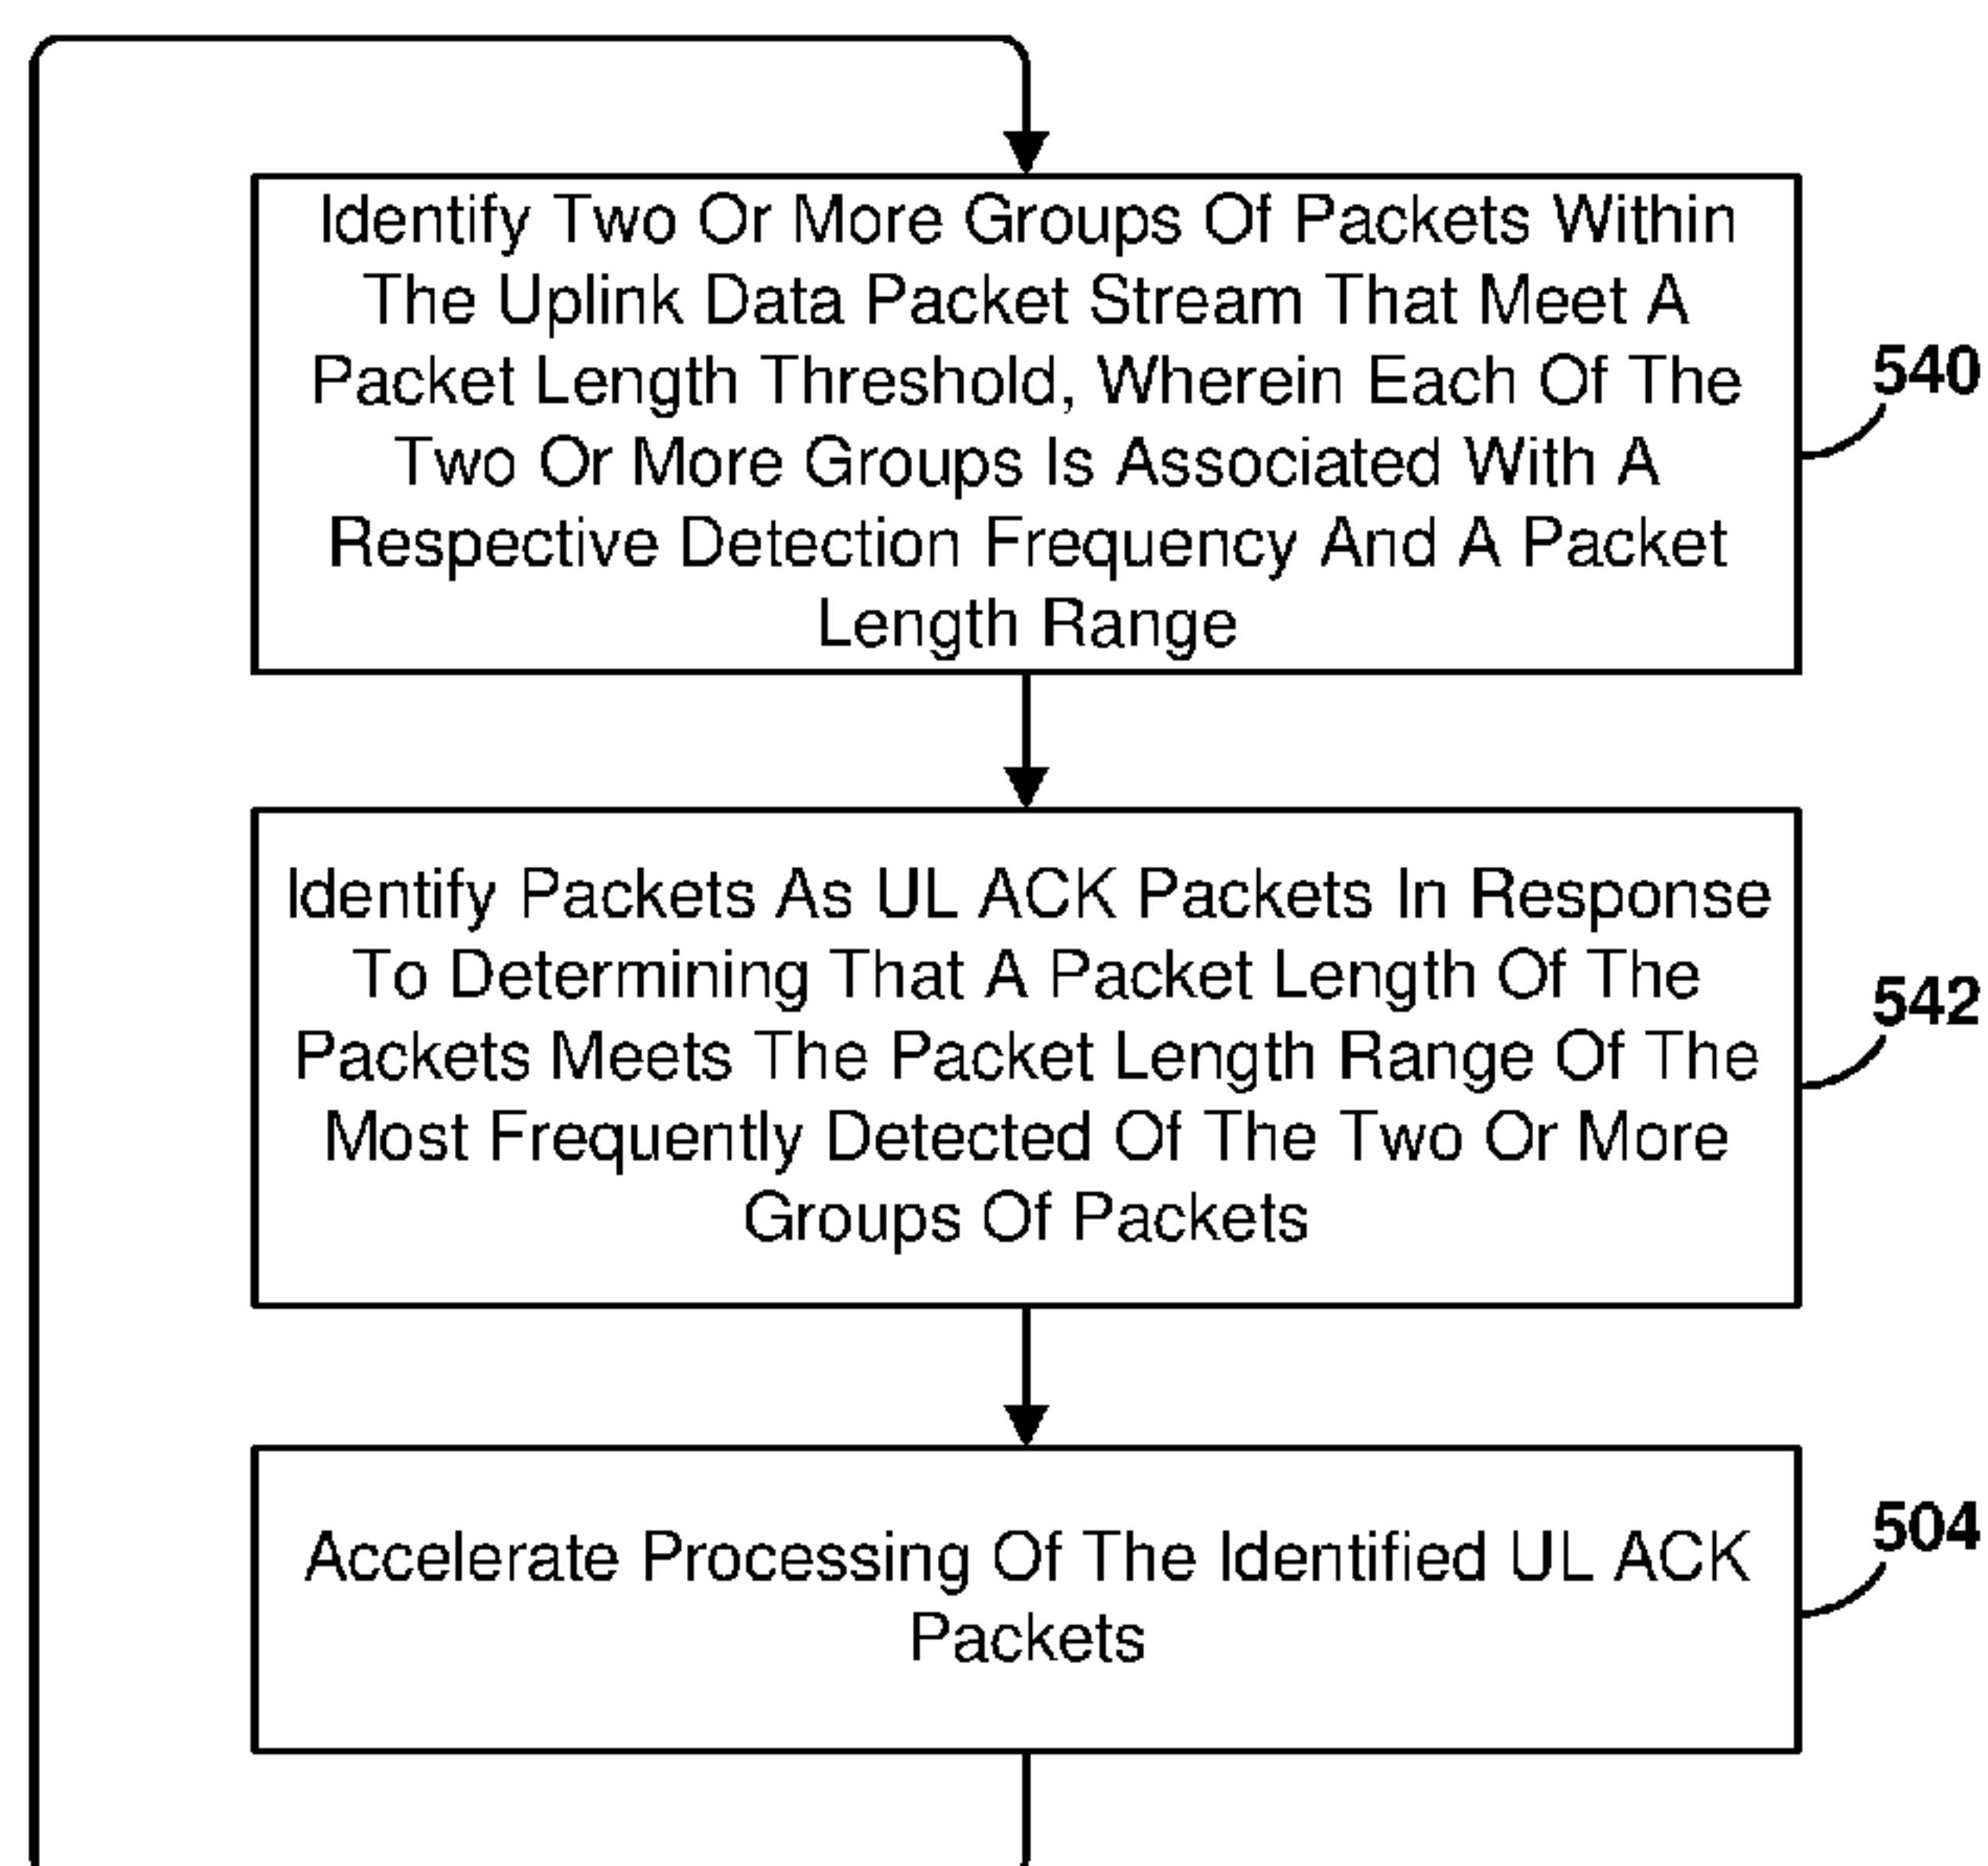 Identify Two Or More Groups Of Packets Within
The Uplink Data Packet Stream That Meet A
Packet Length Threshold, Wherein Each Of The
Two Or More Groups Is Associated With A
Respective Detection Frequency And A Packet
Length Range
540
Identify Packets As UL ACK Packets In Response
To Determining That A Packet Length Of The
Packets Meets The Packet Length Range Of The
Most Frequently Detected Of The Two Or More
Groups Of Packets
542
Accelerate Processing Of The Identified UL ACK
Packets
504